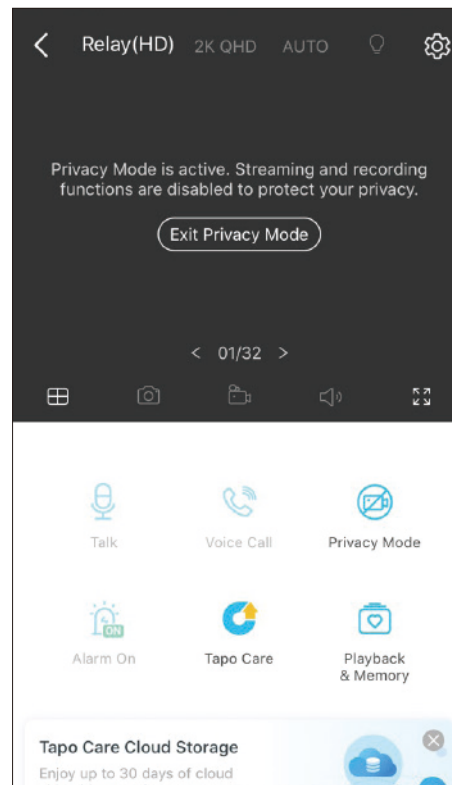 Relay(HD) 2K QHD AUTO
Privacy Mode is active. Streaming and recording
functions are disabled to protect your privacy.
Exit Privacy Mode
< 01/32 >
Talk
Voice Call
Privacy Mode
ON
Alarm On
Tapo Care
Playback
& Memory
Tapo Care Cloud Storage
Enjoy up to 30 days of cloud